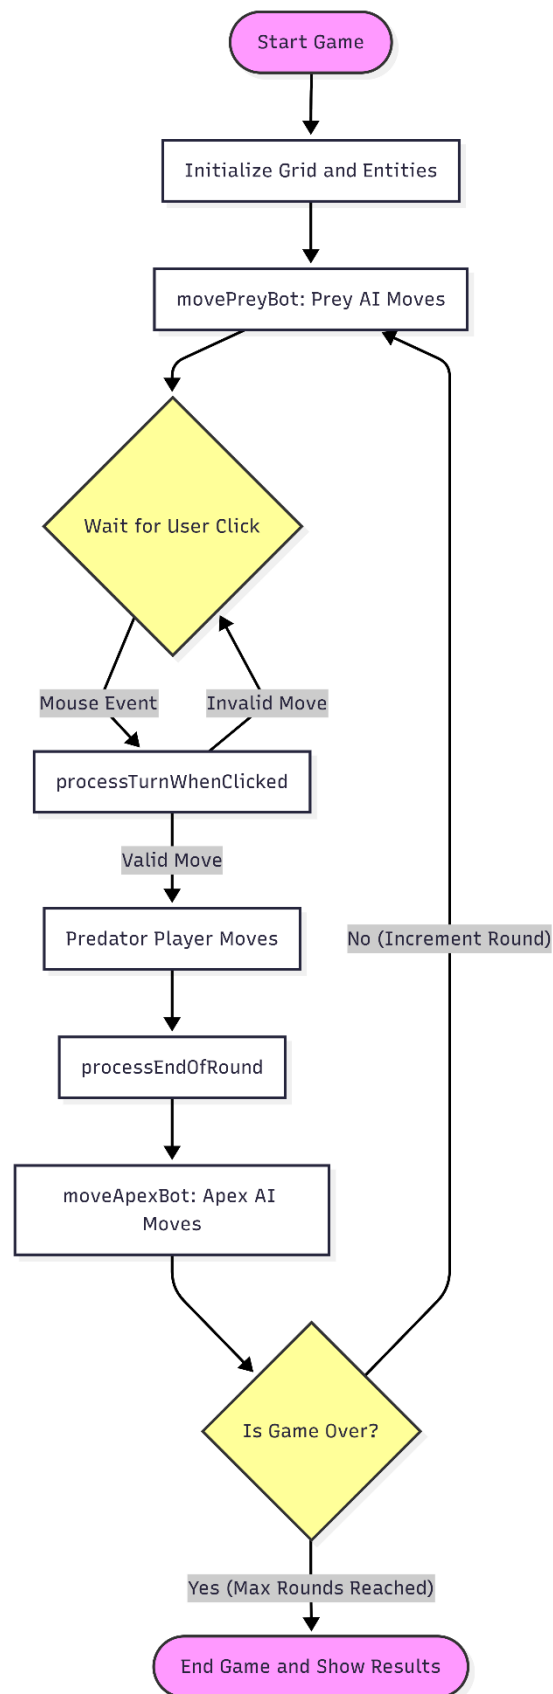 Start Game
Initialize Grid and Entities
movePreyBot: Prey AI Moves
Wait for User Click
Mouse Event
Invalid Move
processTurnWhenClicked
Valid Move
Predator Player Moves
No (Increment Round)
processEndOfRound
moveApexBot: Apex AI
Moves
Is Game Over?
Yes (Max Rounds Reached)
End Game and Show Results